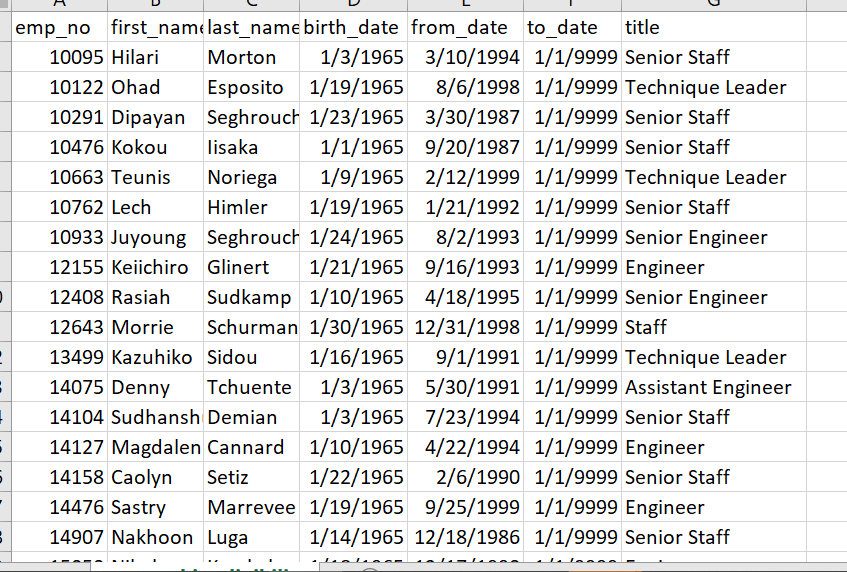 emp_no first_name last_name birth_date from_date to_date title
10095 Hilari Morton 1/3/1965 3/10/1994 1/1/9999 Senior Staff
10122 Ohad Esposito 1/19/1965 8/6/1998 1/1/9999 Technique Leader
10291 Dipayan Seghrouch 1/23/1965 3/30/1987 1/1/9999 Senior Staff
10476 Kokou Iisaka 1/1/1965 9/20/1987 1/1/9999 Senior Staff
10663 Teunis Noriega 1/9/1965 2/12/1999 1/1/9999 Technique Leader
10762 Lech Himler 1/19/1965 1/21/1992 1/1/9999 Senior Staff
10933 Juyoung Seghrouch 1/24/1965 8/2/1993 1/1/9999 Senior Engineer
12155 Keiichiro Glinert 1/21/1965 9/16/1993 1/1/9999 Engineer
12408 Rasiah Sudkamp 1/10/1965 4/18/1995 1/1/9999 Senior Engineer
12643 Morrie Schurman 1/30/1965 12/31/1998 1/1/9999 Staff
13499 Kazuhiko Sidou 1/16/1965 9/1/1991 1/1/9999 Technique Leader
14075 Denny Tchuente 1/3/1965 5/30/1991 1/1/9999 Assistant Engineer
14104 Sudhansh Demian 1/3/1965 7/23/1994 1/1/9999 Senior Staff
14127 Magdalen Cannard 1/10/1965 4/22/1994 1/1/9999 Engineer
14158 Caolyn Setiz 1/22/1965 2/6/1990 1/1/9999 Senior Staff
14476 Sastry Marrevee 1/19/1965 9/25/1999 1/1/9999 Engineer
14907 Nakhoon Luga 1/14/1965 12/18/1986 1/1/9999 Senior Staff